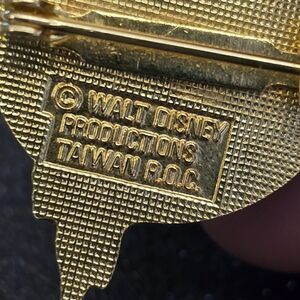 © WALT DISNEY
PRODUCTIONS
TAIWAN R.O.C.